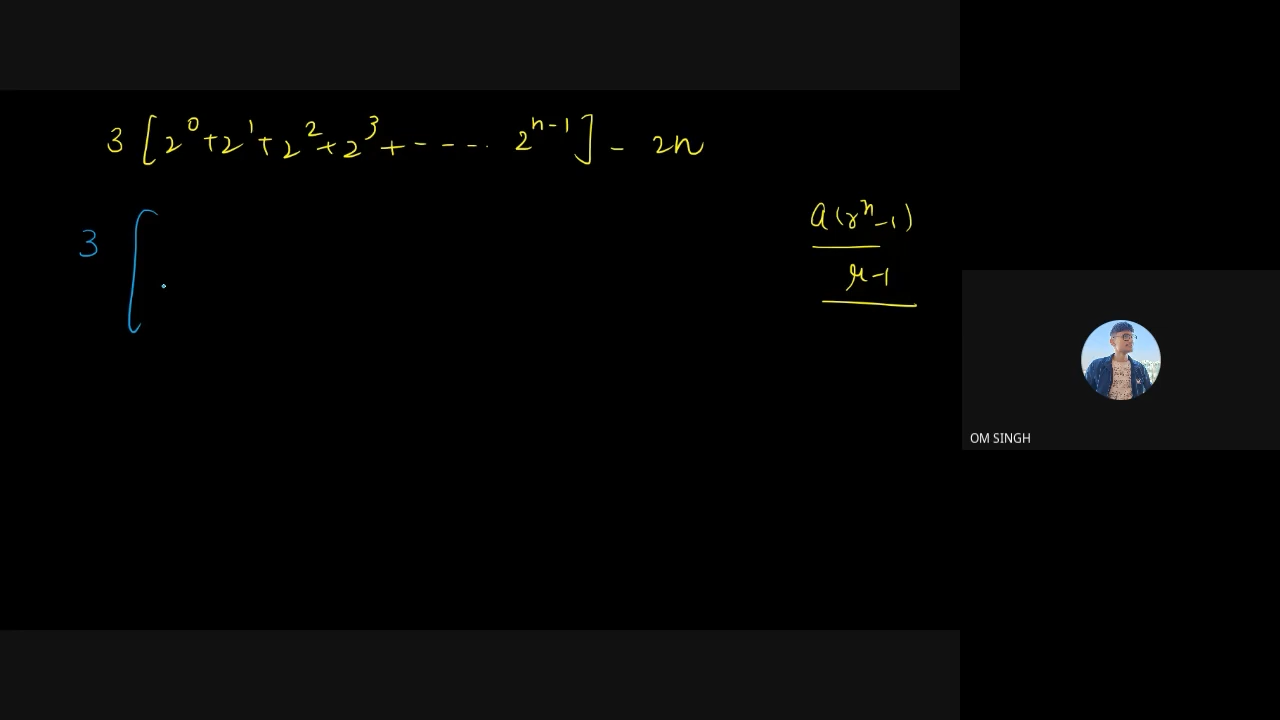 3 [2⁰+2¹+2²+2³+---- 2ⁿ⁻¹] - 2n
a(rⁿ-1)
r-1
3 [
OM SINGH